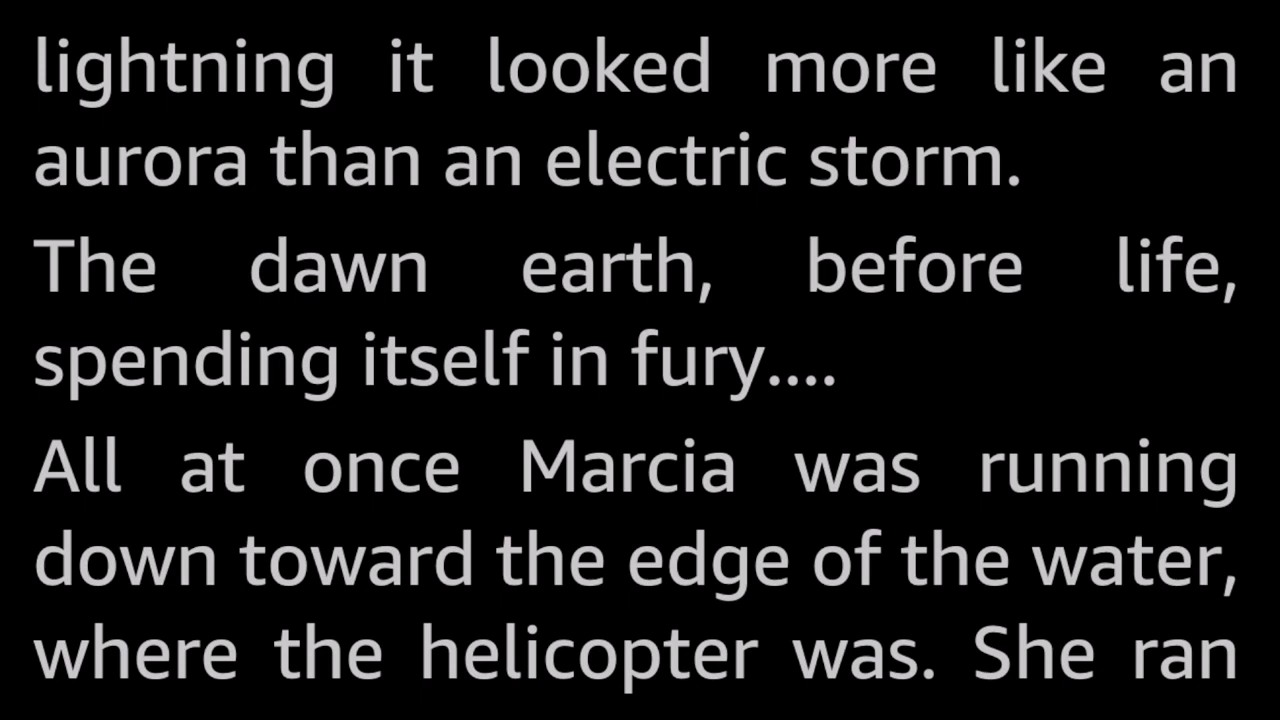 lightning it looked more like an
aurora than an electric storm.
The dawn earth, before life,
spending itself in fury....
All at once Marcia was running
down toward the edge of the water,
where the helicopter was. She ran